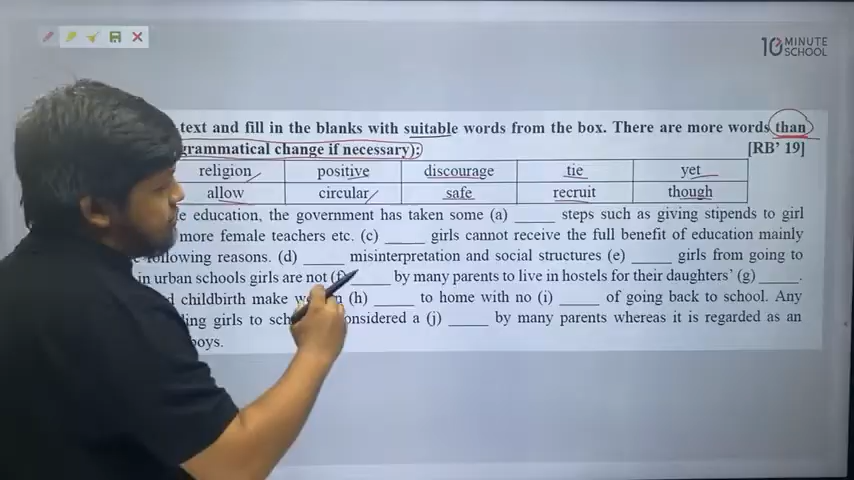 10 MINUTE SCHOOL
text and fill in the blanks with suitable words from the box. There are more words than
grammatical change if necessary): [RB' 19]
religion positive discourage tie yet
allow circular safe recruit though
education, the government has taken some (a) _____ steps such as giving stipends to girl
more female teachers etc. (c) _____ girls cannot receive the full benefit of education mainly
following reasons. (d) _____ misinterpretation and social structures (e) _____ girls from going to
in urban schools girls are not (f) _____ by many parents to live in hostels for their daughters' (g) _____.
childbirth make (h) _____ to home with no (i) _____ of going back to school. Any
girls to considered a (j) _____ by many parents whereas it is regarded as an
boys.